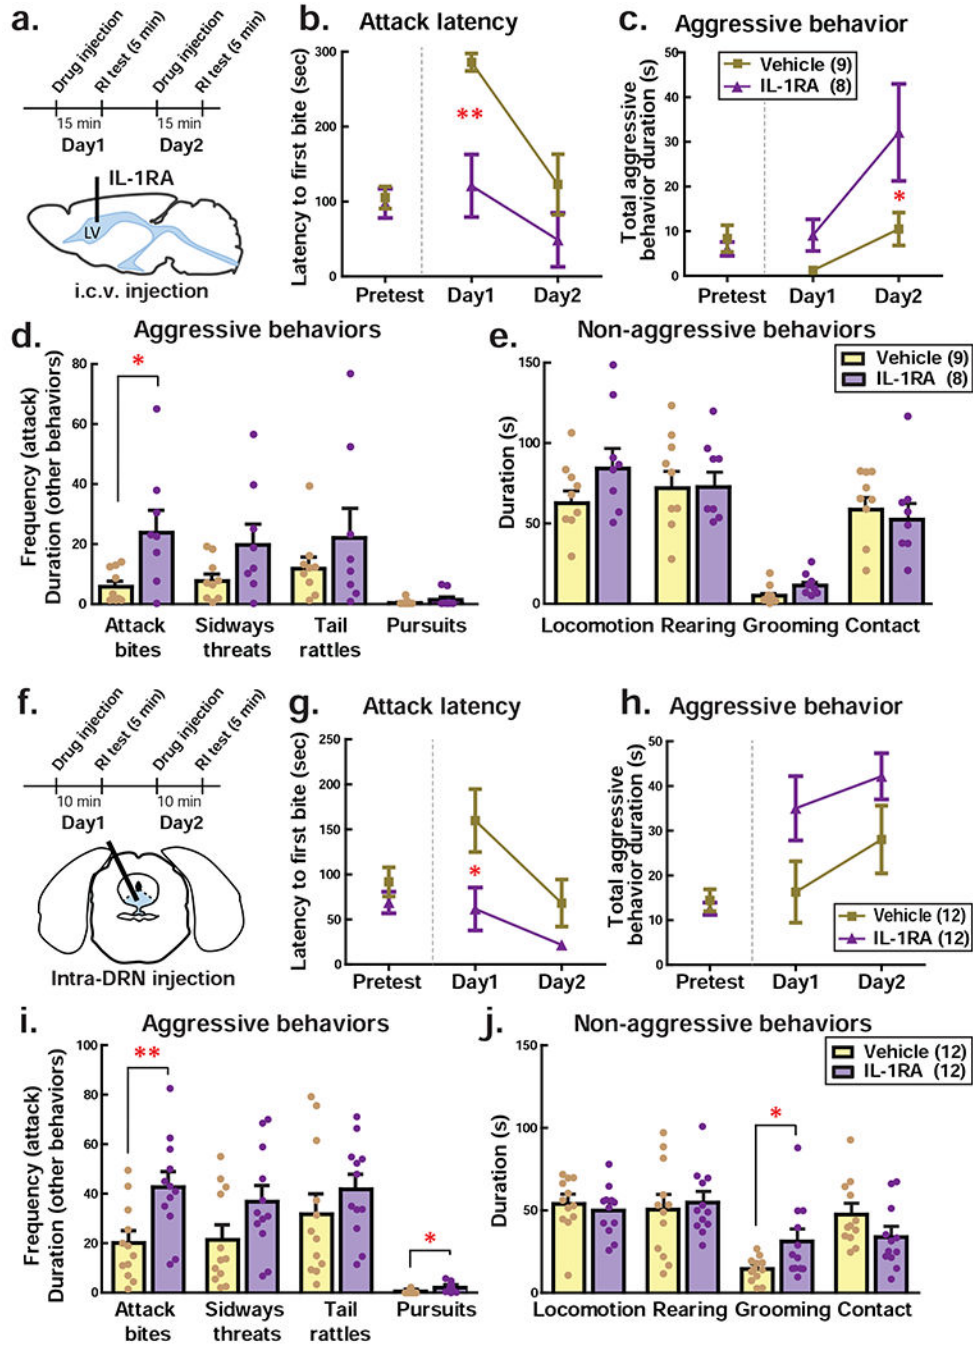 a.
Drug injection
RI test (5 min)
Drug injection
RI test (5 min)
15 min
15 min
Day1
Day2
IL-1RA
LV
i.c.v. injection
b.
Attack latency
Latency to first bite (sec)
300
200
100
0
**
Pretest
Day1
Day2
c.
Aggressive behavior
Total aggressive
behavior duration (s)
50
40
30
20
10
0
Vehicle (9)
IL-1RA (8)
*
Pretest
Day1
Day2
d.
Aggressive behaviors
Frequency (attack)
Duration (other behaviors)
80
60
40
20
0
*
Attack
bites
Sidways
threats
Tail
rattles
Pursuits
e.
Non-aggressive behaviors
Duration (s)
150
100
50
0
Vehicle (9)
IL-1RA (8)
Locomotion
Rearing
Grooming
Contact
f.
Drug injection
RI test (5 min)
Drug injection
RI test (5 min)
10 min
10 min
Day1
Day2
Intra-DRN injection
g.
Attack latency
Latency to first bite (sec)
250
200
150
100
50
0
*
Pretest
Day1
Day2
h.
Aggressive behavior
Total aggressive
behavior duration (s)
50
40
30
20
10
0
Vehicle (12)
IL-1RA (12)
Pretest
Day1
Day2
i.
Aggressive behaviors
Frequency (attack)
Duration (other behaviors)
100
80
60
40
20
0
**
*
Attack
bites
Sidways
threats
Tail
rattles
Pursuits
j.
Non-aggressive behaviors
Duration (s)
150
100
50
0
Vehicle (12)
IL-1RA (12)
*
Locomotion
Rearing
Grooming
Contact